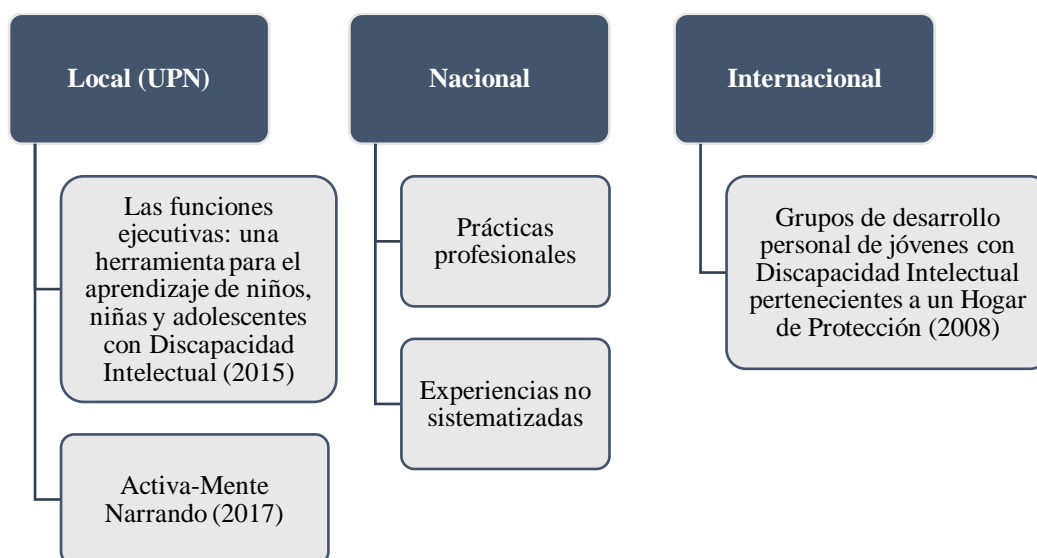 Local (UPN)
Las funciones
ejecutivas: una
herramienta para el
aprendizaje de niños,
niñas y adolescentes
con Discapacidad
Intelectual (2015)
Activa-Mente
Narrando (2017)
Nacional
Prácticas
profesionales
Experiencias no
sistematizadas
Internacional
Grupos de desarrollo
personal de jóvenes con
Discapacidad Intelectual
pertenecientes a un Hogar
de Protección (2008)